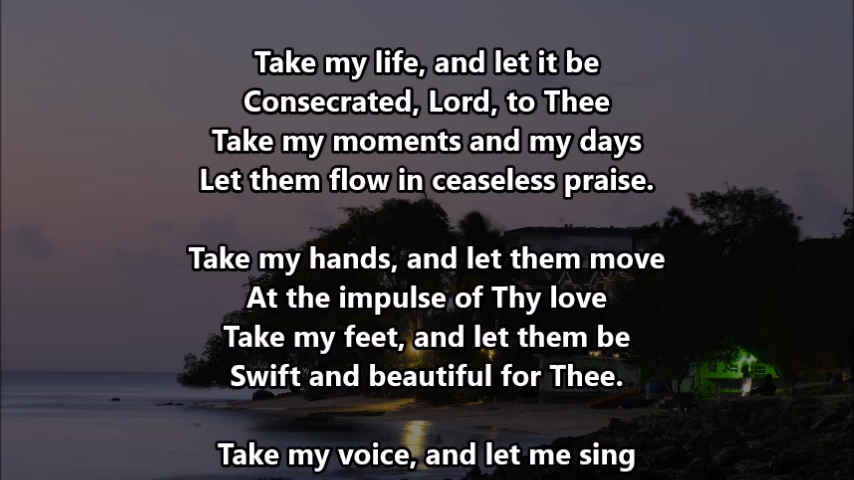 Take my life, and let it be
Consecrated, Lord, to Thee
Take my moments and my days
Let them flow in ceaseless praise.
Take my hands, and let them move
At the impulse of Thy love
Take my feet, and let them be
Swift and beautiful for Thee.
Take my voice, and let me sing